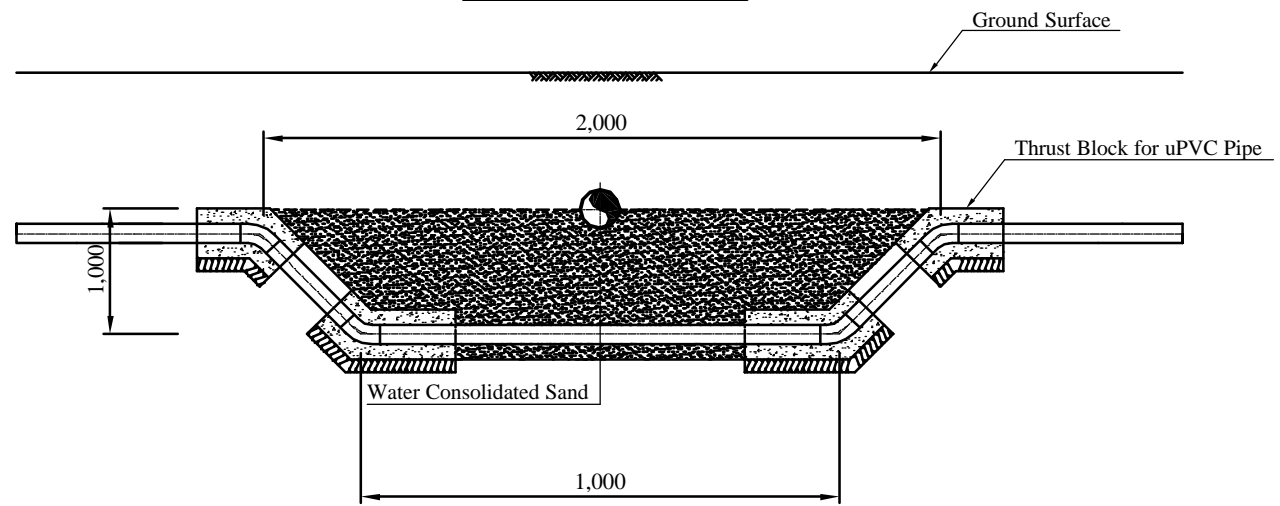 Ground Surface
2,000
Thrust Block for uPVC Pipe
1,000
Water Consolidated Sand
1,000